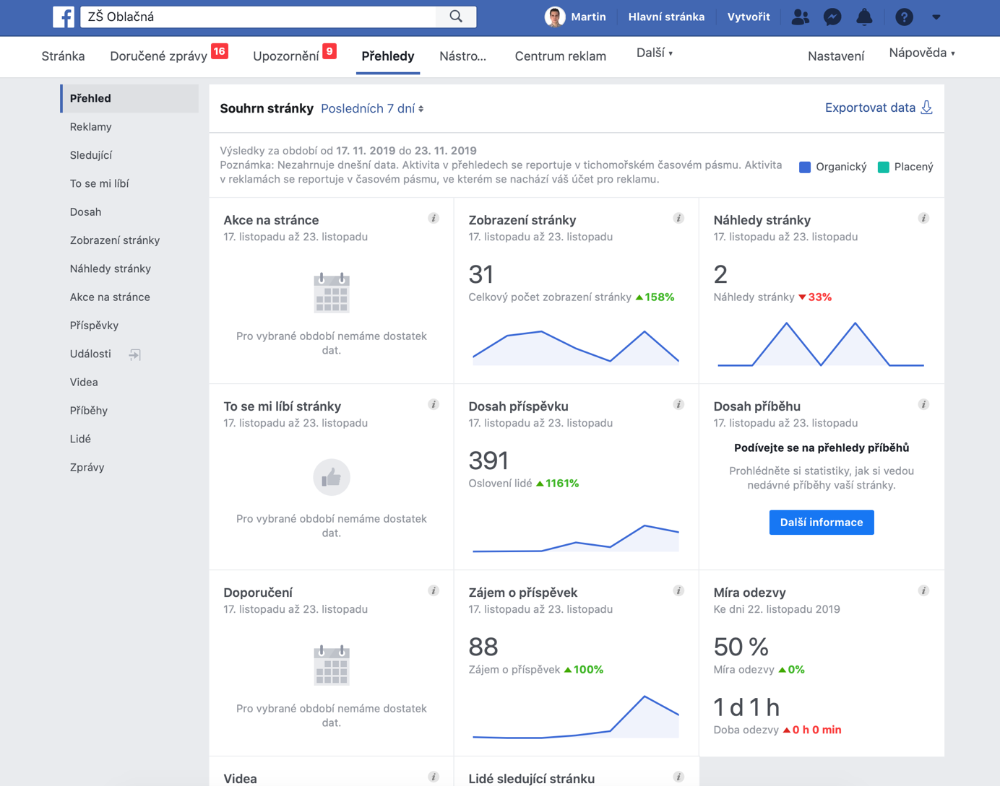 ZŠ Oblačná
Martin
Hlavní stránka
Vytvořit
Stránka
Doručené zprávy 16
Upozornění 9
Přehledy
Nástro...
Centrum reklam
Další
Nastavení
Nápověda
Přehled
Reklamy
Sledující
To se mi líbí
Dosah
Zobrazení stránky
Náhledy stránky
Akce na stránce
Příspěvky
Události
Videa
Příběhy
Lidé
Zprávy
Souhrn stránky Posledních 7 dní
Exportovat data
Výsledky za období od 17. 11. 2019 do 23. 11. 2019
Poznámka: Nezahrnuje dnešní data. Aktivita v přehledech se reportuje v tichomořském časovém pásmu. Aktivita
v reklamách se reportuje v časovém pásmu, ve kterém se nachází váš účet pro reklamu.
Organický Placený
Akce na stránce
17. listopadu až 23. listopadu
Pro vybrané období nemáme dostatek
dat.
Zobrazení stránky
17. listopadu až 23. listopadu
31
Celkový počet zobrazení stránky 158%
Náhledy stránky
17. listopadu až 23. listopadu
2
Náhledy stránky 33%
To se mi líbí stránky
17. listopadu až 23. listopadu
Pro vybrané období nemáme dostatek
dat.
Dosah příspěvku
17. listopadu až 23. listopadu
391
Oslovení lidé 1161%
Dosah příběhu
17. listopadu až 23. listopadu
Podívejte se na přehledy příběhů
Prohlédněte si statistiky, jak si vedou
nedávné příběhy vaší stránky.
Další informace
Doporučení
17. listopadu až 23. listopadu
Pro vybrané období nemáme dostatek
dat.
Zájem o příspěvek
17. listopadu až 23. listopadu
88
Zájem o příspěvek 100%
Míra odezvy
Ke dni 22. listopadu 2019
50 %
Míra odezvy 0%
1 d 1 h
Doba odezvy 0 h 0 min
Videa
Lidé sledující stránku